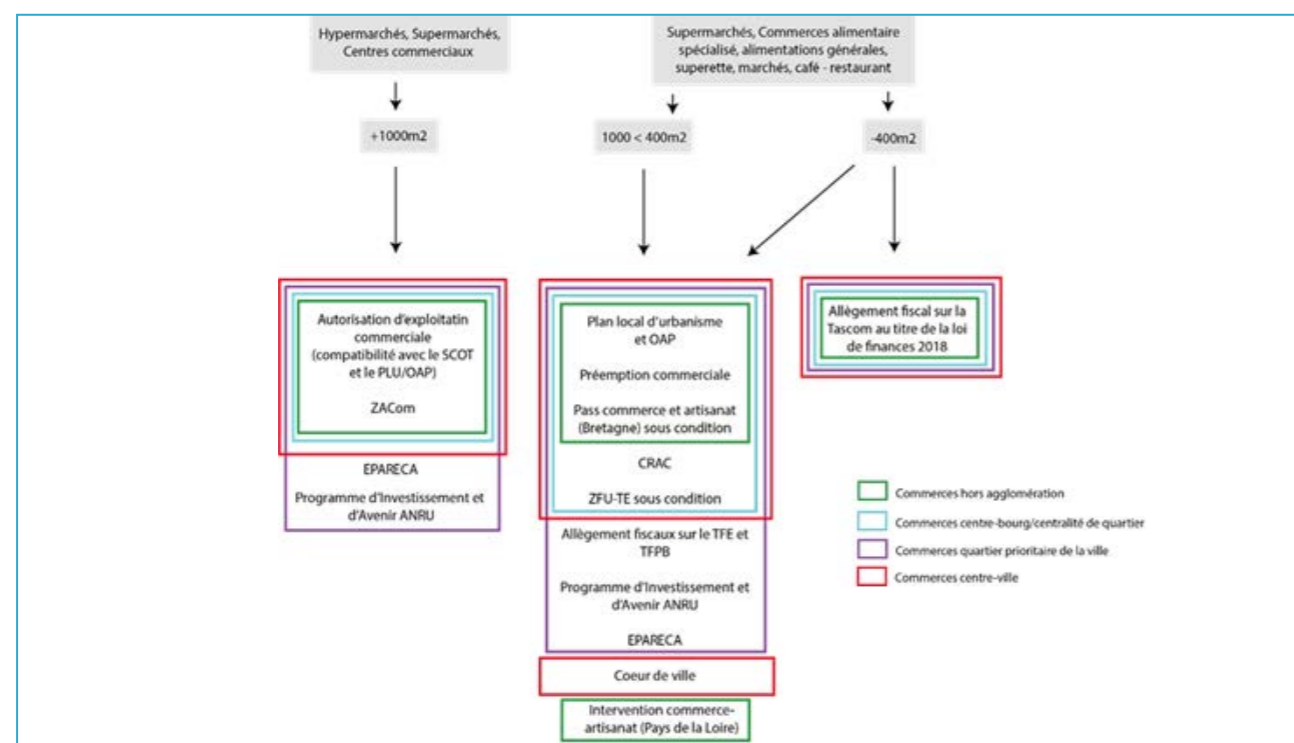 Hypermarchés, Supermarchés,
Centres commerciaux
Supermarchés, Commerces alimentaire
spécialisé, alimentations générales,
superette, marchés, café - restaurant
+1000m2
1000 < 400m2
-400m2
Autorisation d'exploitatin
commerciale
(compatibilité avec le SCOT
et le PLU/OAP)
ZACom
EPARECA
Programme d'Investissement et
d'Avenir ANRU
Plan local d'urbanisme
et OAP
Préemption commerciale
Pass commerce et artisanat
(Bretagne) sous condition
CRAC
ZFU-TE sous condition
Allègement fiscaux sur le TFE et
TFPB
Programme d'Investissement et
d'Avenir ANRU
EPARECA
Coeur de ville
Intervention commerce-
artisanat (Pays de la Loire)
Allègement fiscal sur la
Tascom au titre de la loi
de finances 2018
Commerces hors agglomération
Commerces centre-bourg/centralité de quartier
Commerces quartier prioritaire de la ville
Commerces centre-ville